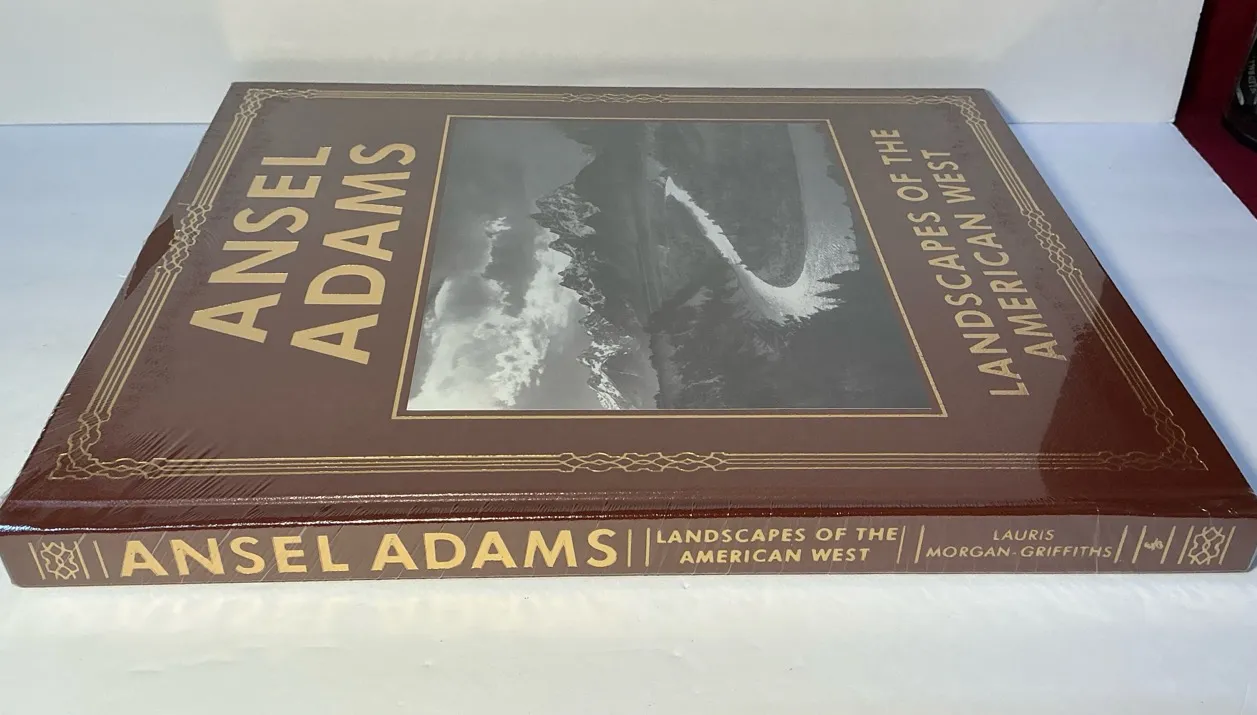 ANSEL
ADAMS
LANDSCAPES OF THE
AMERICAN WEST
ANSEL ADAMS
LANDSCAPES OF THE
AMERICAN WEST
LAURIS
MORGAN-GRIFFITHS